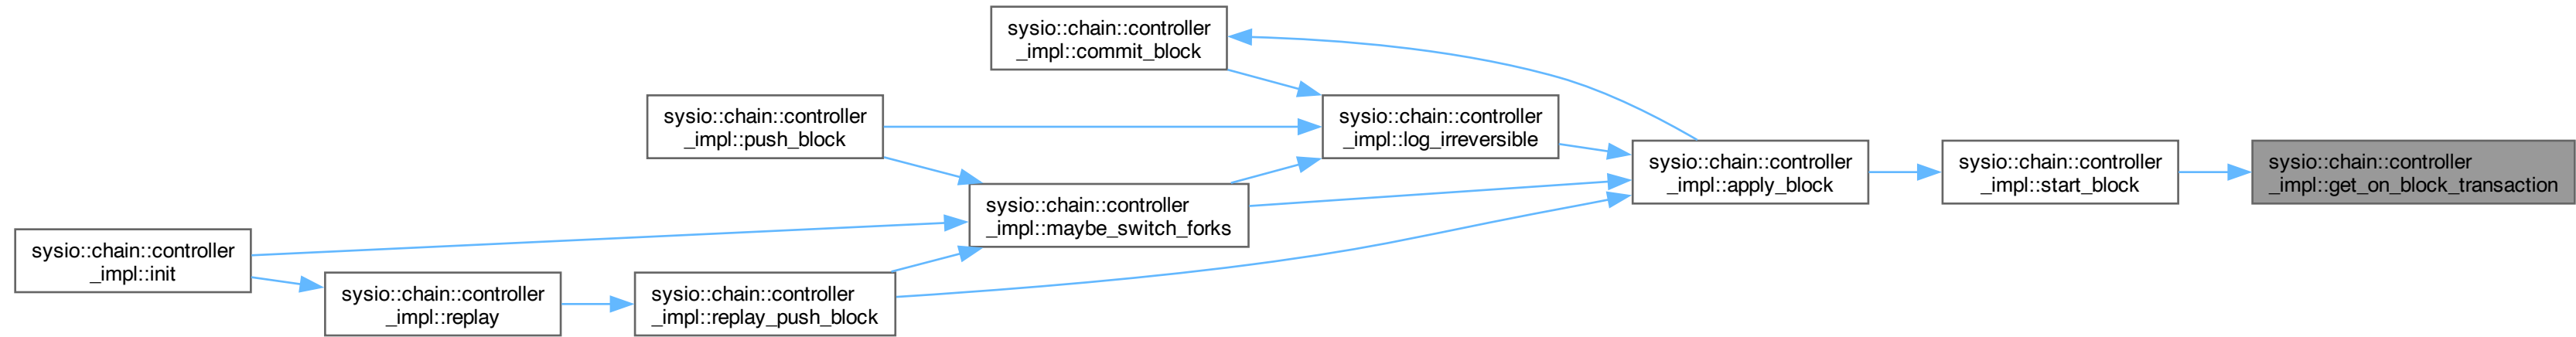 sysio::chain::controller
_impl::commit_block
sysio::chain::controller
_impl::push_block
sysio::chain::controller
_impl::log_irreversible
sysio::chain::controller
_impl::apply_block
sysio::chain::controller
_impl::start_block
sysio::chain::controller
_impl::get_on_block_transaction
sysio::chain::controller
_impl::maybe_switch_forks
sysio::chain::controller
_impl::init
sysio::chain::controller
_impl::replay
sysio::chain::controller
_impl::replay_push_block